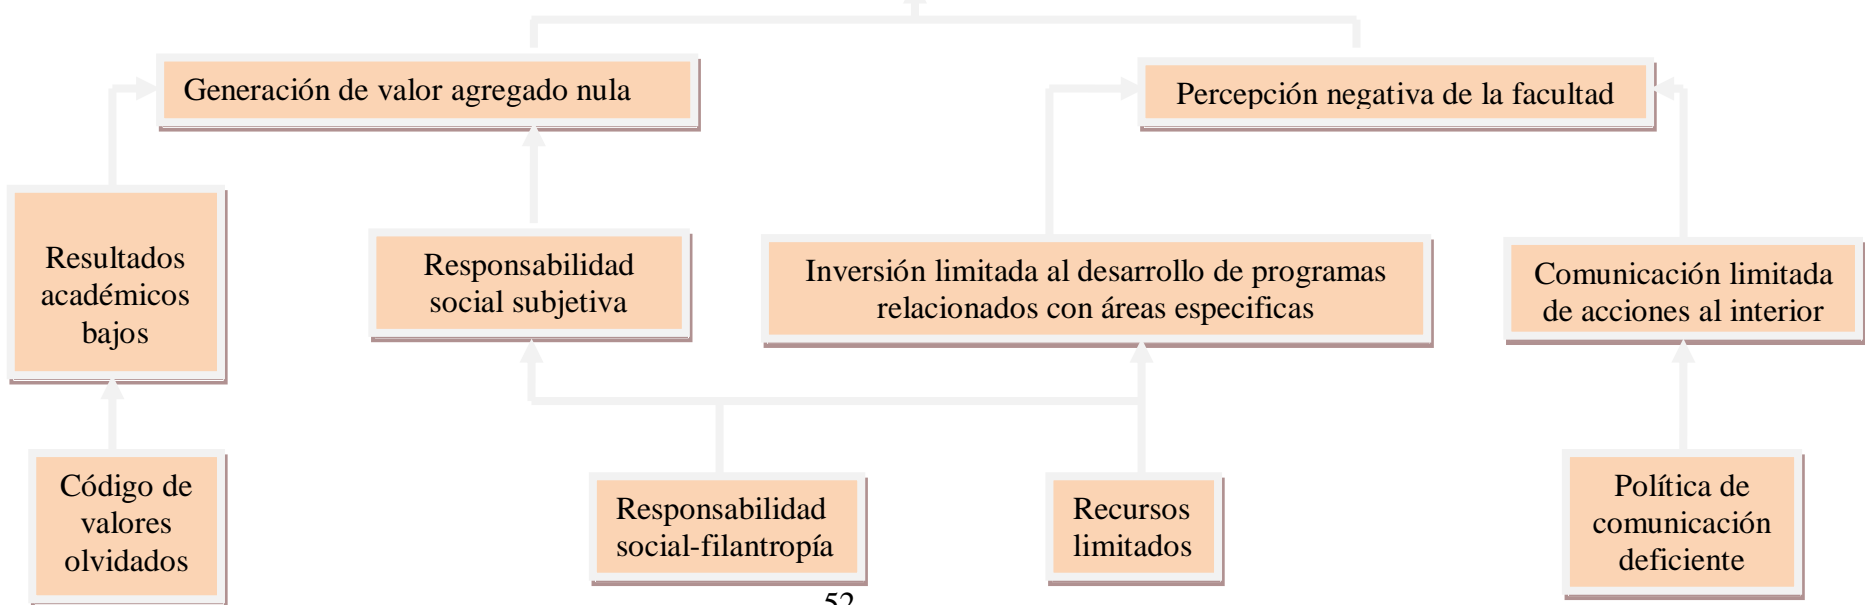 Generación de valor agregado nula
Percepción negativa de la facultad
Resultados
académicos
bajos
Responsabilidad
social subjetiva
Inversión limitada al desarrollo de programas
relacionados con áreas especificas
Comunicación limitada
de acciones al interior
Código de
valores
olvidados
Responsabilidad
social-filantropía
Recursos
limitados
Política de
comunicación
deficiente
52